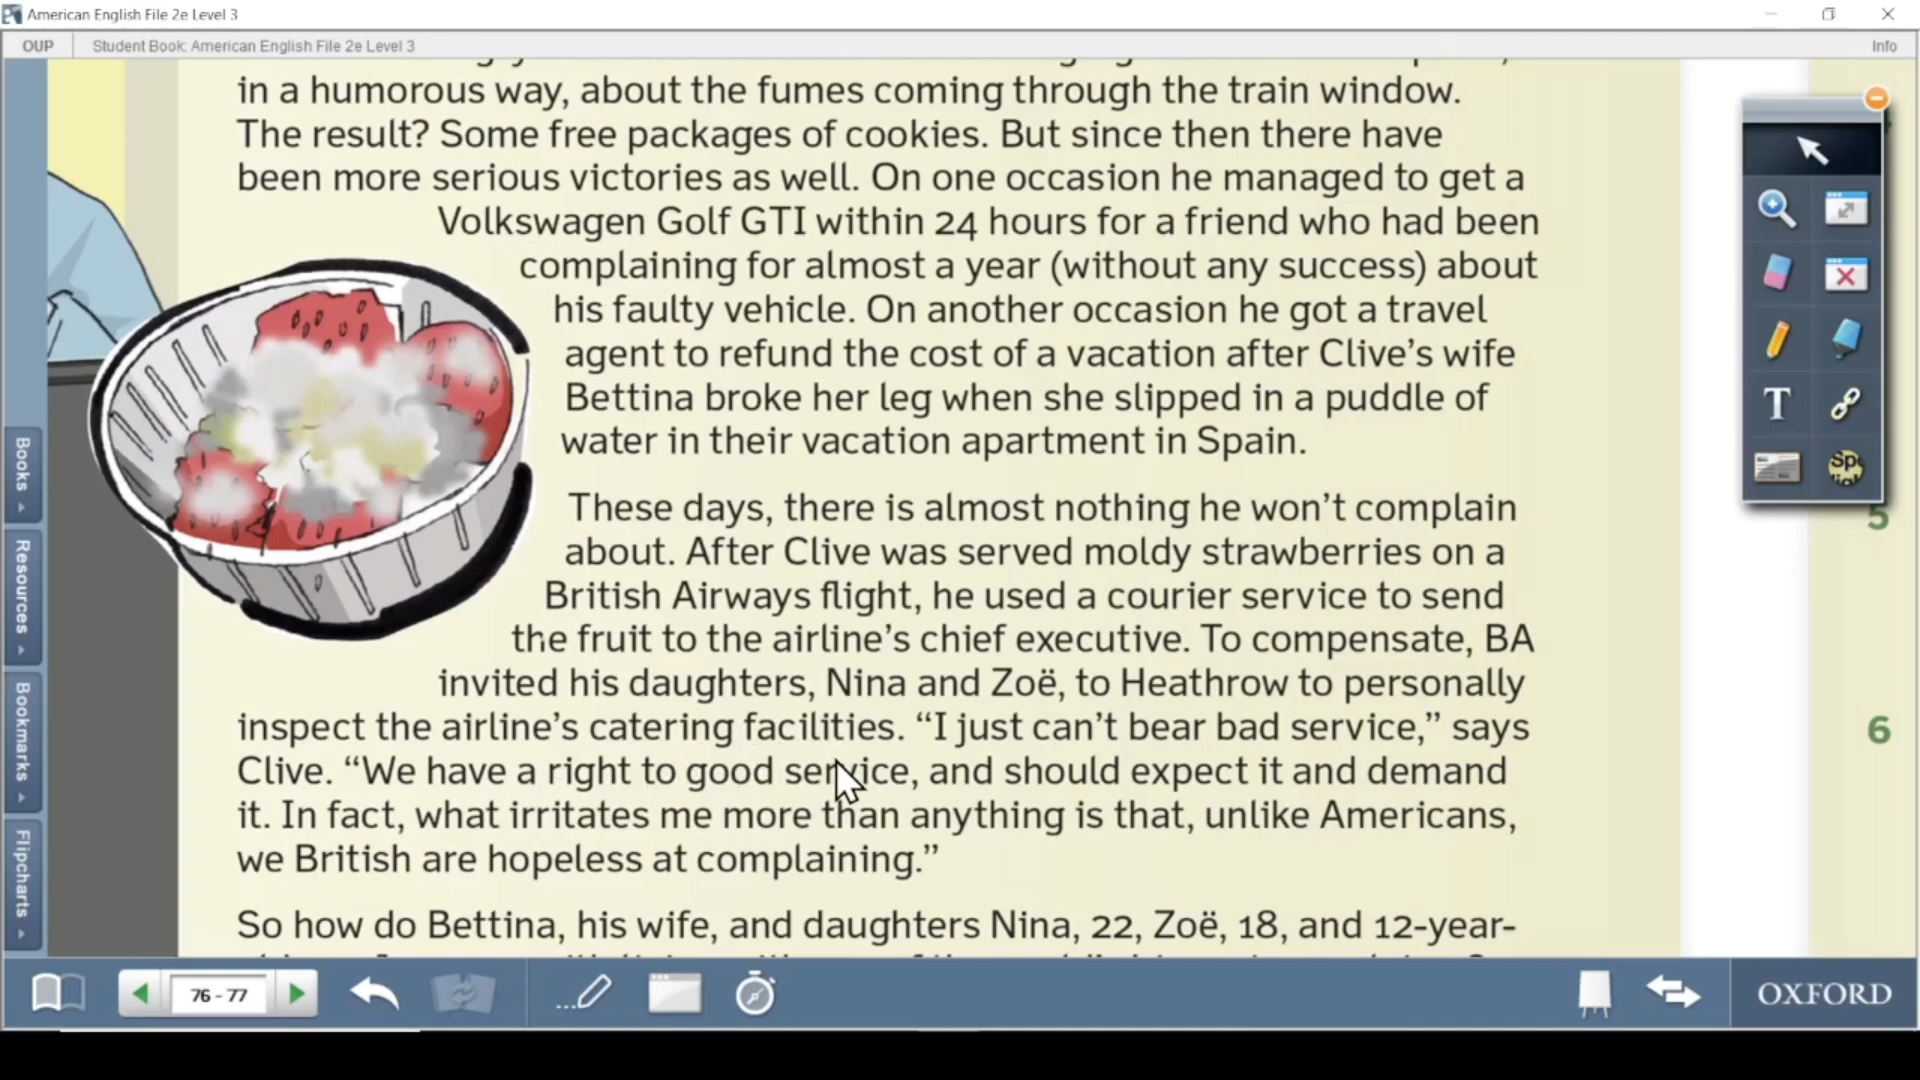 American English File 2e Level 3
OUP
Student Book: American English File 2e Level 3
Info
in a humorous way, about the fumes coming through the train window.
The result? Some free packages of cookies. But since then there have
been more serious victories as well. On one occasion he managed to get a
Volkswagen Golf GTI within 24 hours for a friend who had been
complaining for almost a year (without any success) about
his faulty vehicle. On another occasion he got a travel
agent to refund the cost of a vacation after Clive’s wife
Bettina broke her leg when she slipped in a puddle of
water in their vacation apartment in Spain.
These days, there is almost nothing he won’t complain
about. After Clive was served moldy strawberries on a
British Airways flight, he used a courier service to send
the fruit to the airline’s chief executive. To compensate, BA
invited his daughters, Nina and Zoë, to Heathrow to personally
inspect the airline’s catering facilities. “I just can’t bear bad service,” says
Clive. “We have a right to good service, and should expect it and demand
it. In fact, what irritates me more than anything is that, unlike Americans,
we British are hopeless at complaining.”
So how do Bettina, his wife, and daughters Nina, 22, Zoë, 18, and 12-year-
Books
Resources
Bookmarks
Flipcharts
T
5
6
76 - 77
OXFORD